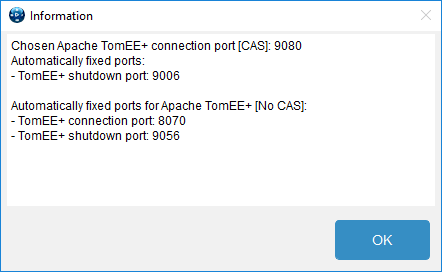 Information
Chosen Apache TomEE+ connection port [CAS]: 9080
Automatically fixed ports:
- TomEE+ shutdown port: 9006
Automatically fixed ports for Apache TomEE+ [No CAS]:
- TomEE+ connection port: 8070
- TomEE+ shutdown port: 9056
OK